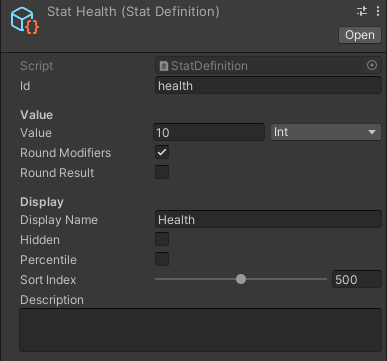 Stat Health (Stat Definition)
Open
Script StatDefinition
Id health
Value
Value 10 Int
Round Modifiers
Round Result
Display
Display Name Health
Hidden
Percentile
Sort Index 500
Description